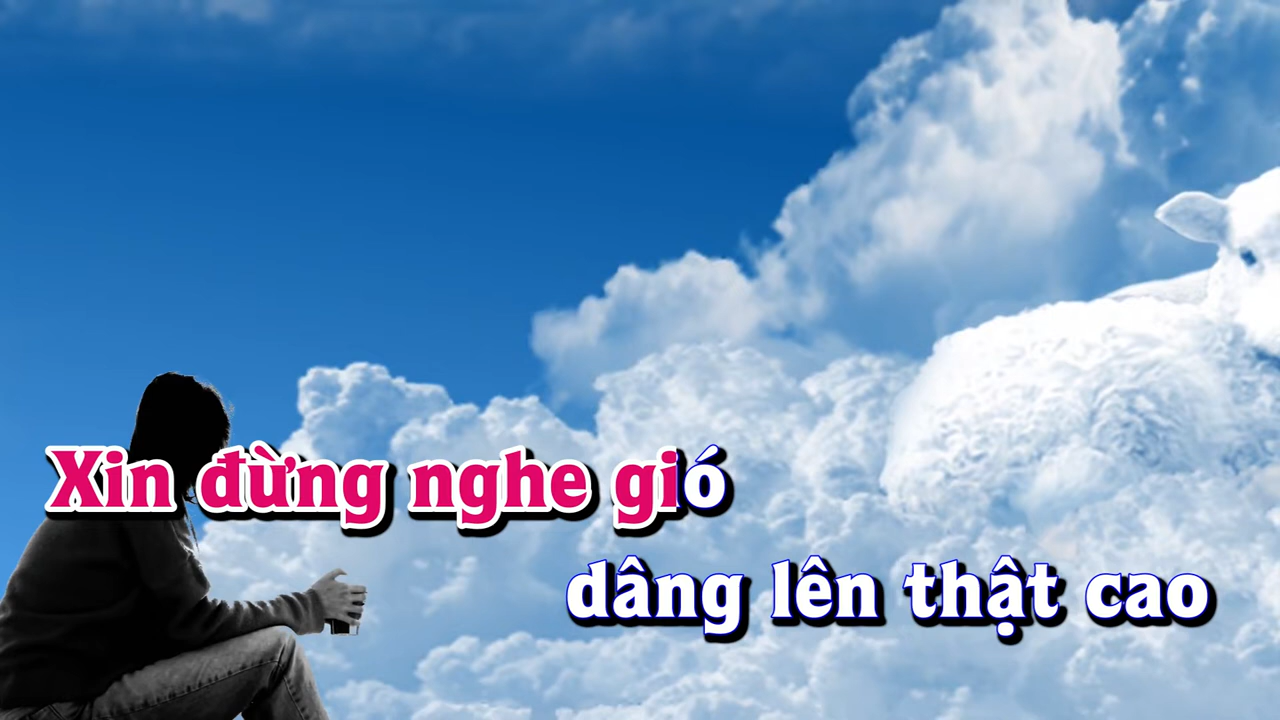 Xin đừng nghe gió
dâng lên thật cao